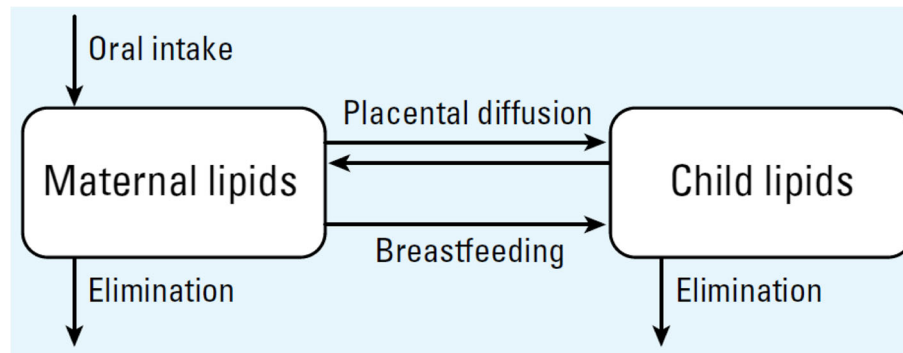 Oral intake
Placental diffusion
Maternal lipids
Child lipids
Breastfeeding
Elimination
Elimination